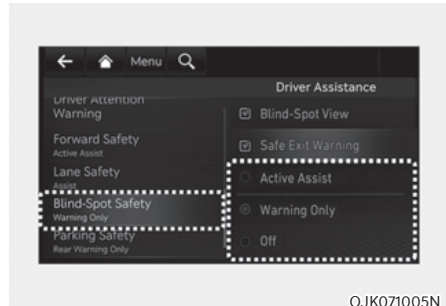 Menu
Driver Assistance
Driver Attention
Warning
Forward Safety
Active Assist
Lane Safety
Assist
Blind-Spot Safety
Warning Only
Parking Safety
Rear Warning Only
Blind-Spot View
Safe Exit Warning
Active Assist
Warning Only
Off
OJK071005N